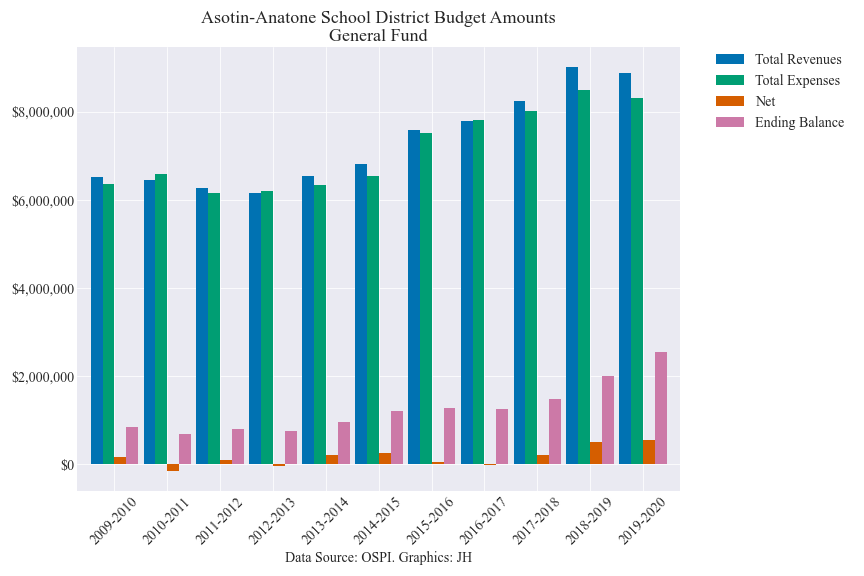 Asotin-Anatone School District Budget Amounts
General Fund
Total Revenues
Total Expenses
Net
Ending Balance
$8,000,000
$6,000,000
$4,000,000
$2,000,000
$0
2009-2010
2010-2011
2011-2012
2012-2013
2013-2014
2014-2015
2015-2016
2016-2017
2017-2018
2018-2019
2019-2020
Data Source: OSPI. Graphics: JH